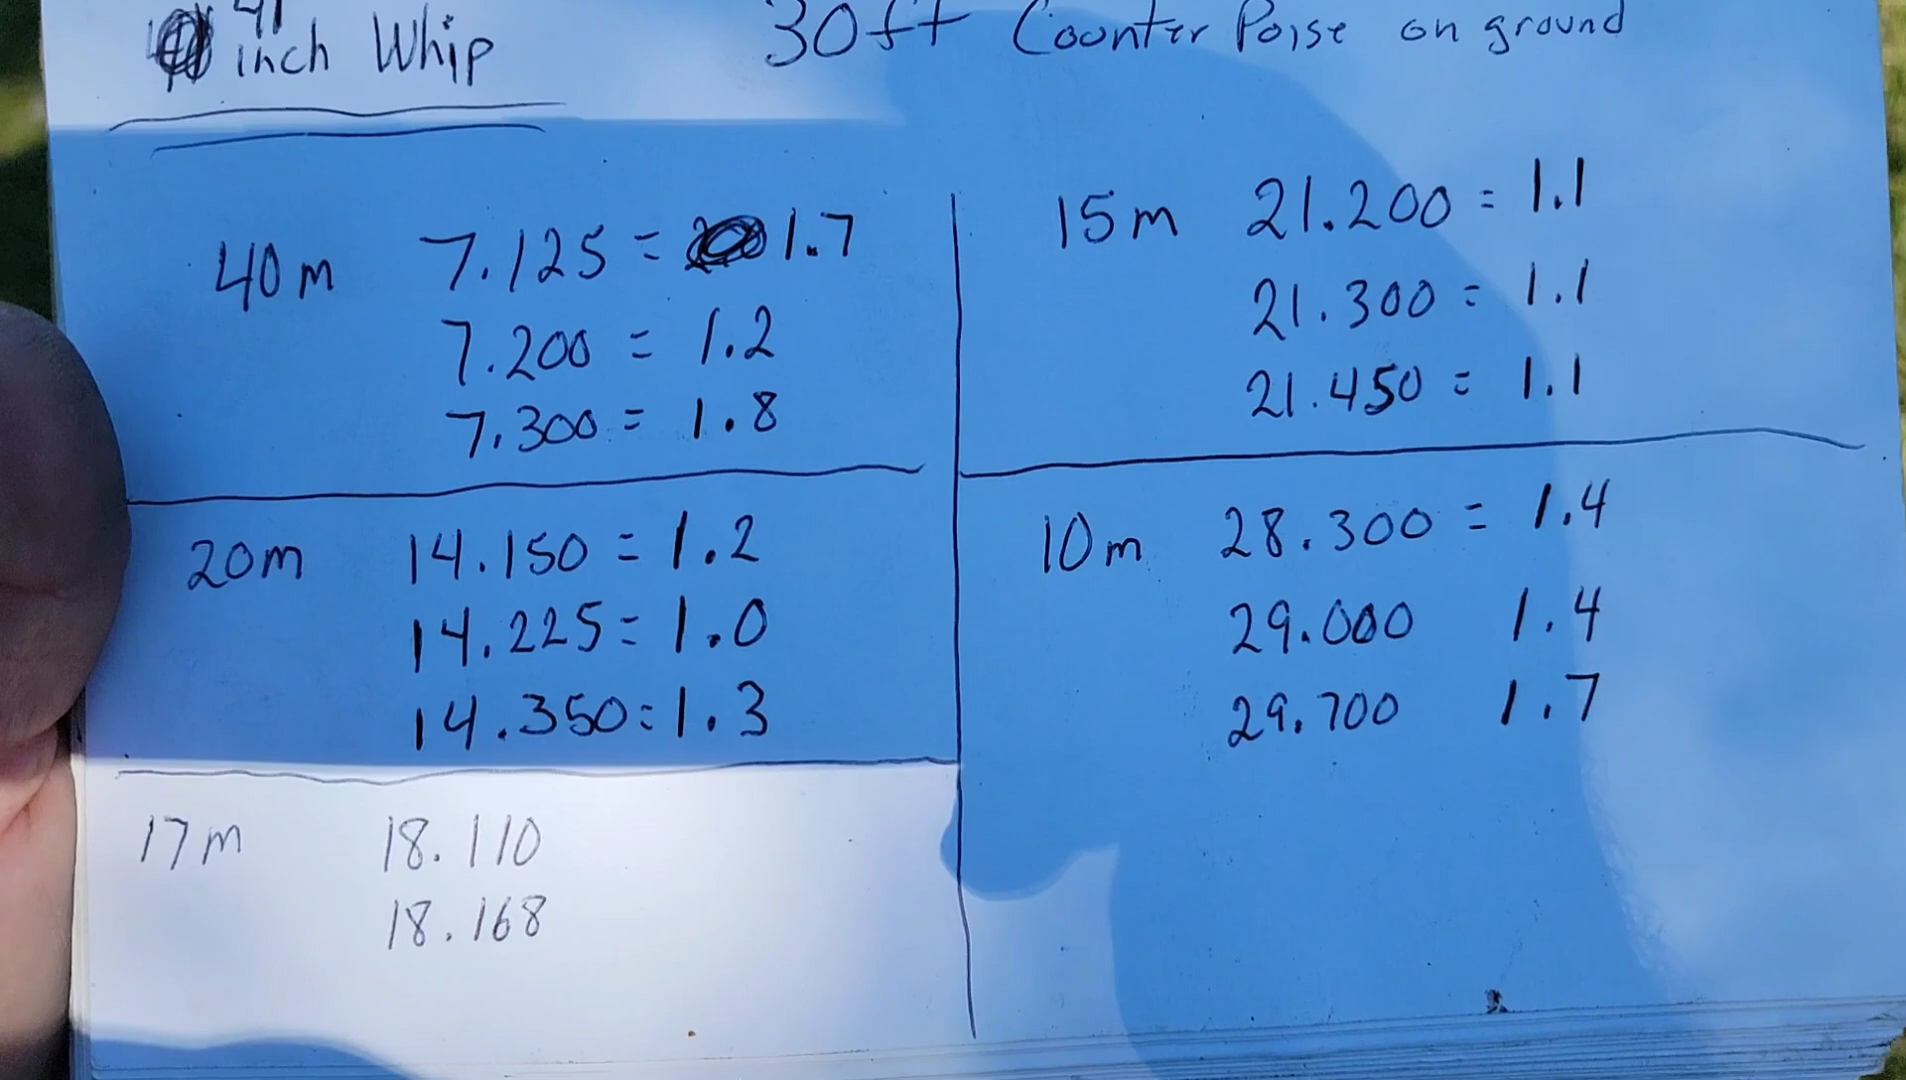 41
inch Whip
30ft Counter Poise on ground
40m 7.125 = 1.7
7.200 = 1.2
7.300 = 1.8
20m 14.150 = 1.2
14.225 = 1.0
14.350 = 1.3
17m 18.110
18.168
15m 21.200 = 1.1
21.300 = 1.1
21.450 = 1.1
10m 28.300 = 1.4
29.000 1.4
29.700 1.7